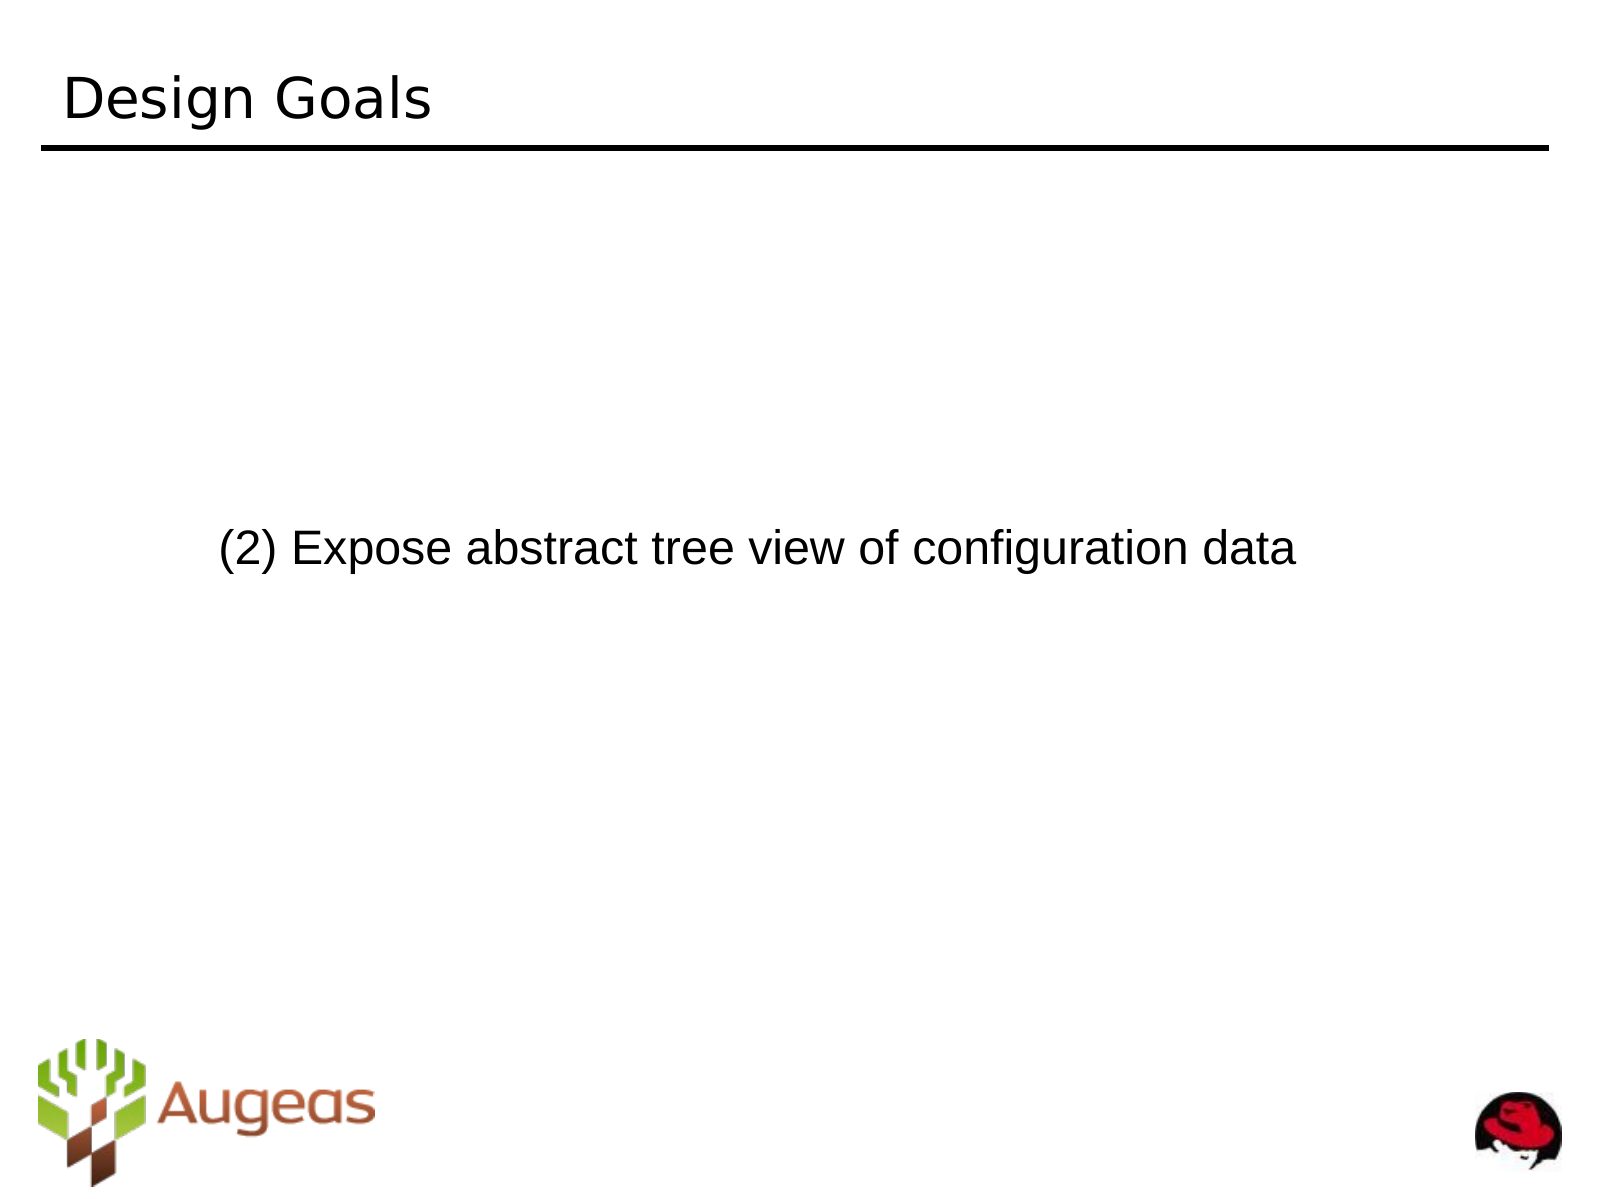 Design Goals
(2) Expose abstract tree view of configuration data
Augeas